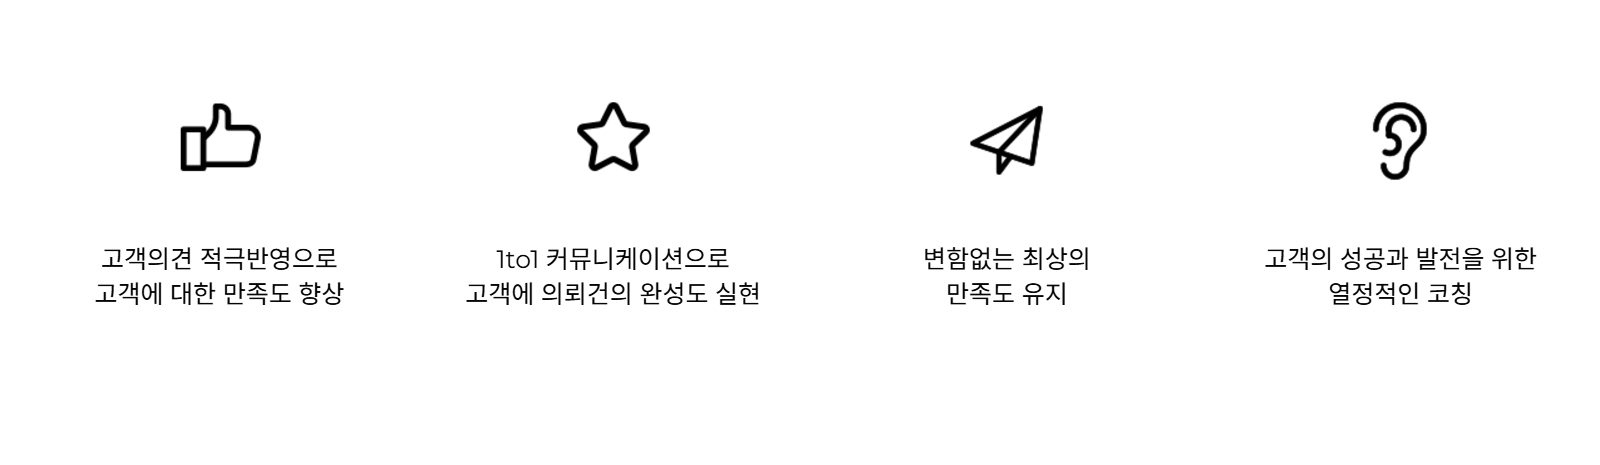 고객의견 적극반영으로
고객에 대한 만족도 향상
1to1 커뮤니케이션으로
고객에 의뢰건의 완성도 실현
변함없는 최상의
만족도 유지
고객의 성공과 발전을 위한
열정적인 코칭